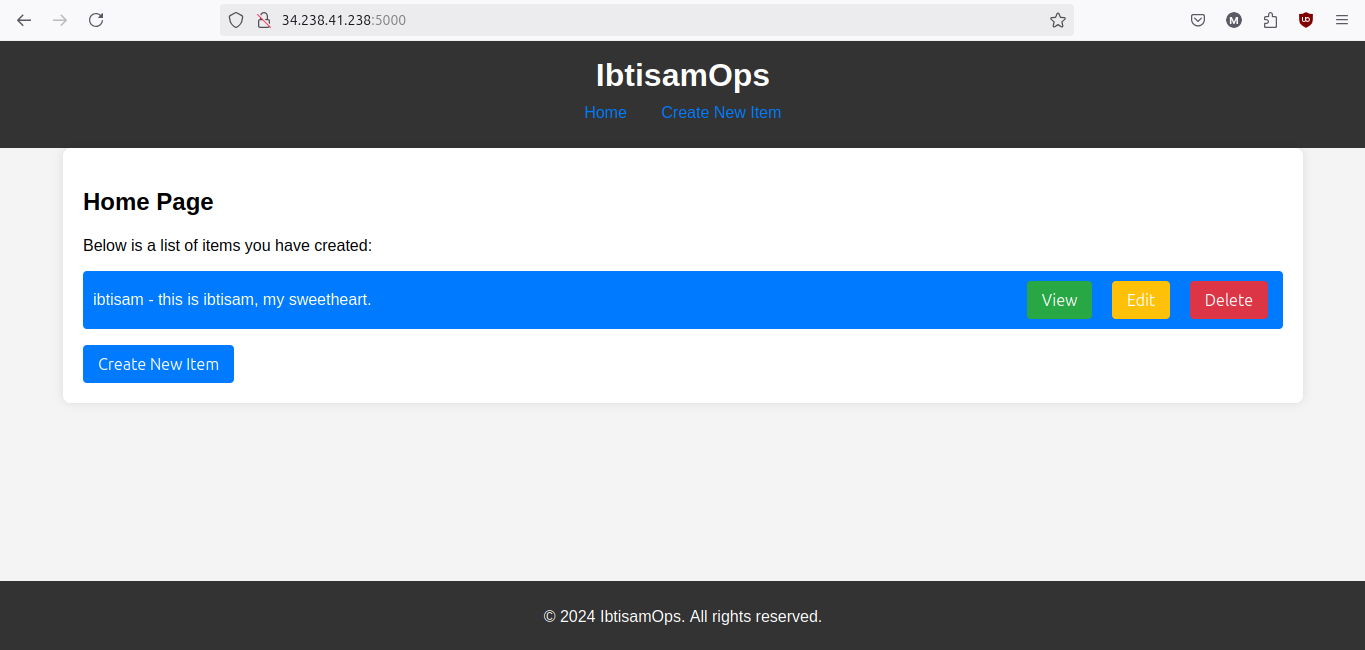 34.238.41.238:5000
M
IbtisamOps
Home Create New Item
Home Page
Below is a list of items you have created:
ibtisam - this is ibtisam, my sweetheart. View Edit Delete
Create New Item
© 2024 IbtisamOps. All rights reserved.